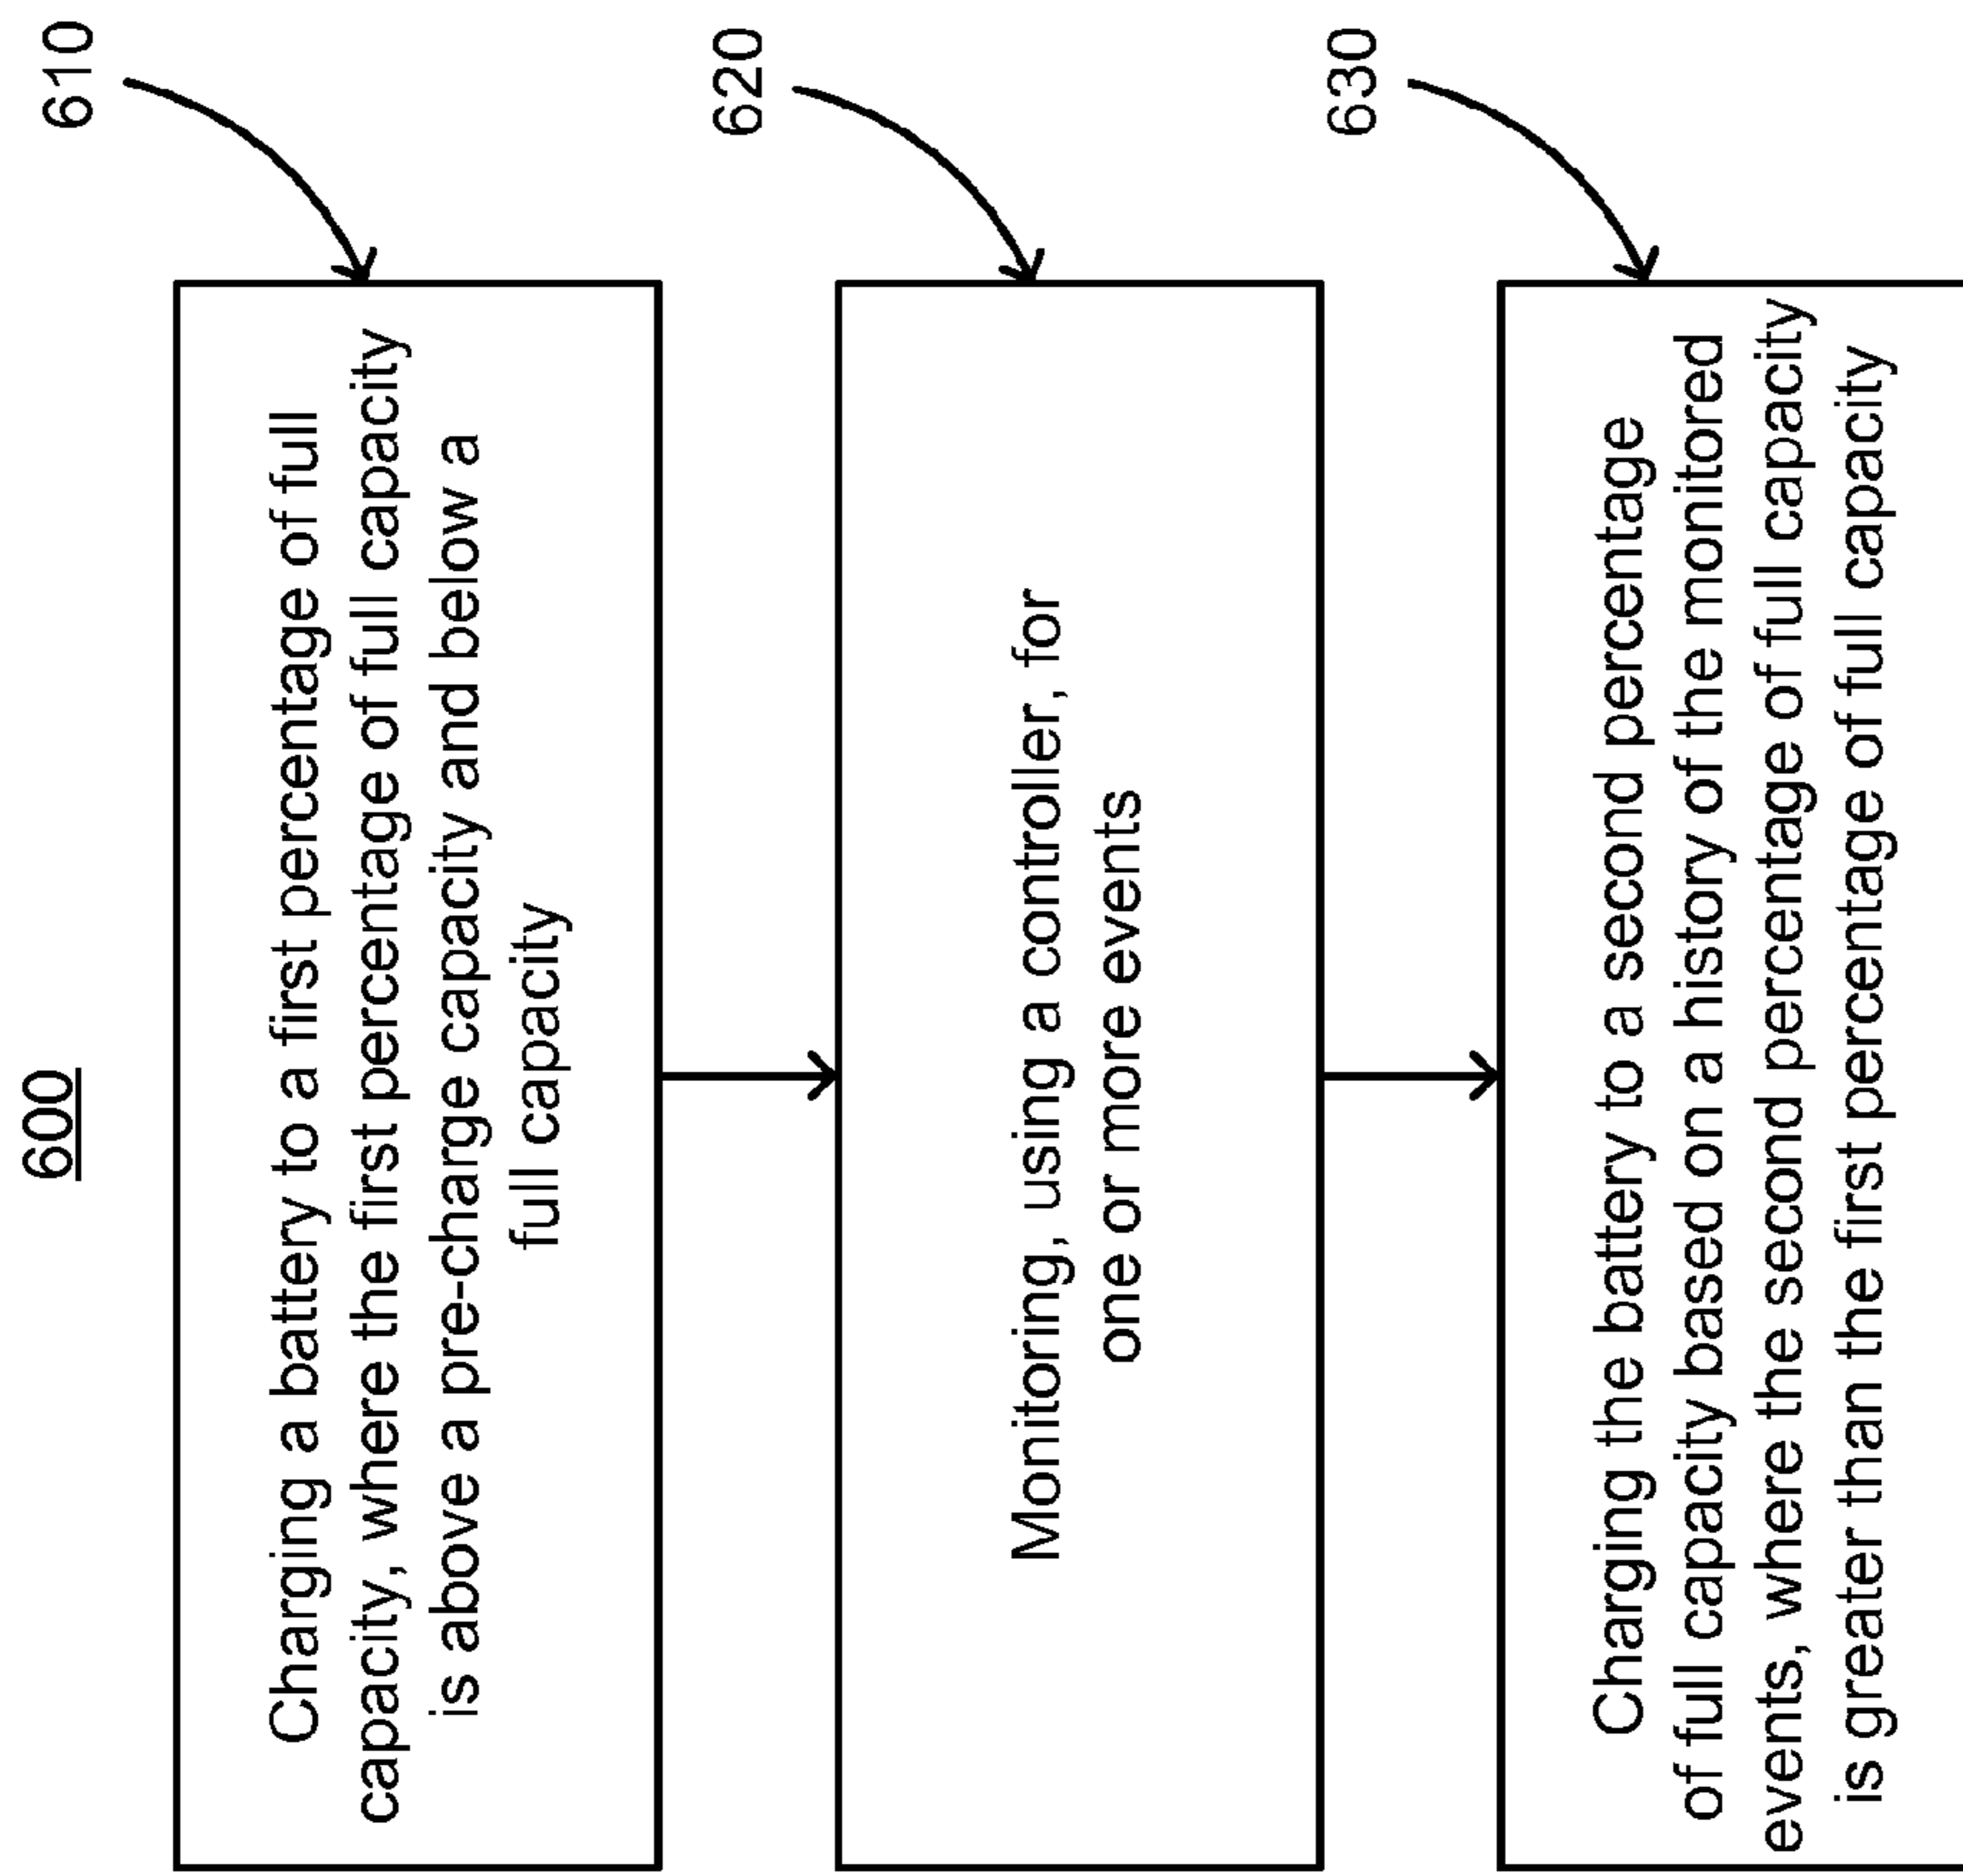 600
610
Charging a battery to a first percentage of full
capacity, where the first percentage of full capacity
is above a pre-charge capacity and below a
full capacity
620
Monitoring, using a controller, for
one or more events
630
Charging the battery to a second percentage
of full capacity based on a history of the monitored
events, where the second percentage of full capacity
is greater than the first percentage of full capacity